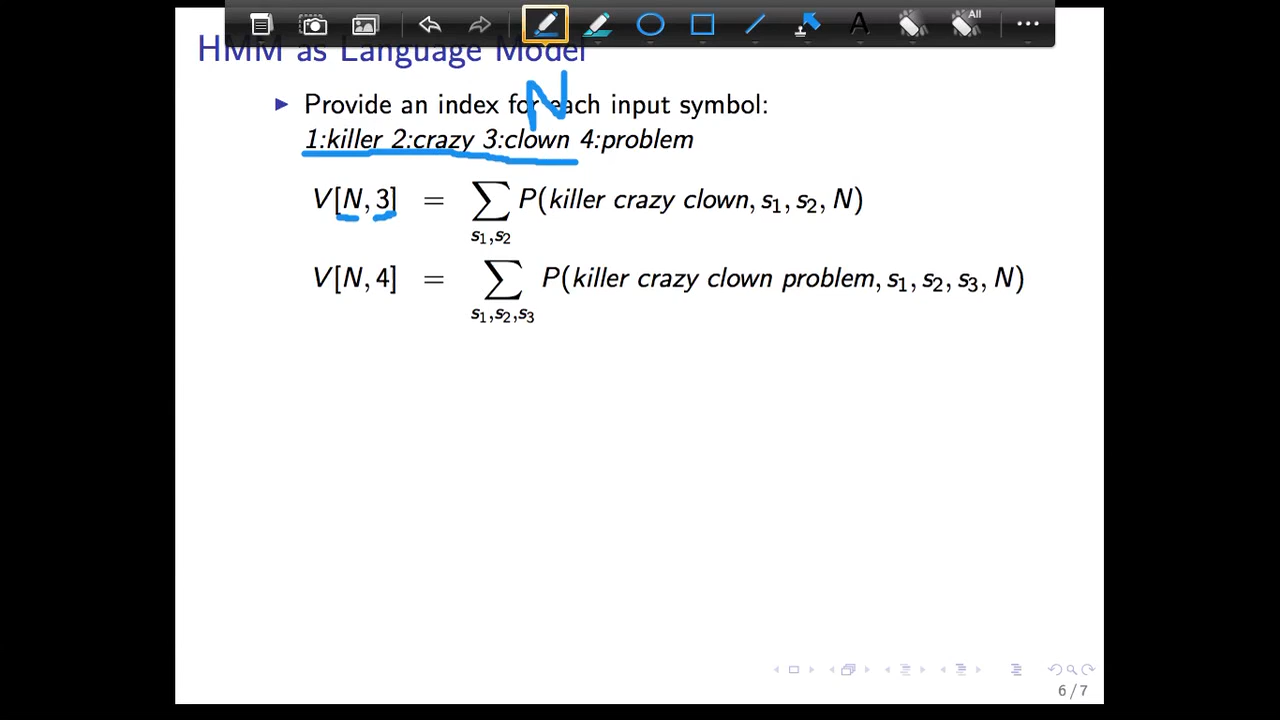 A All
HMM as Language Model
N
▶ Provide an index for each input symbol:
1:killer 2:crazy 3:clown 4:problem
V[N, 3] = ∑ s₁,s₂ P(killer crazy clown, s₁, s₂, N)
V[N, 4] = ∑ s₁,s₂,s₃ P(killer crazy clown problem, s₁, s₂, s₃, N)
6 / 7